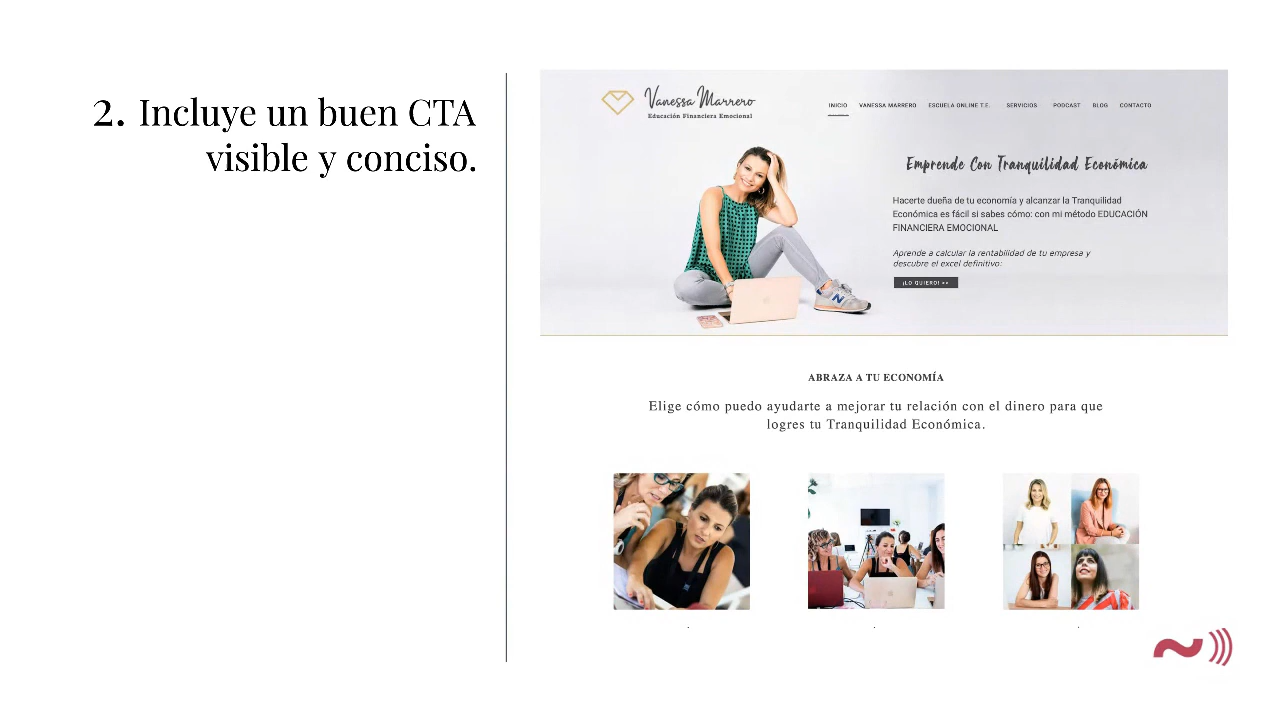 2. Incluye un buen CTA
visible y conciso.
Vanessa Marrero
Educación Financiera Emocional
INICIO VANESSA MARRERO ESCUELA ONLINE T.E. SERVICIOS PODCAST BLOG CONTACTO
Emprende Con Tranquilidad Económica
Hacerte dueña de tu economía y alcanzar la Tranquilidad
Económica es fácil si sabes cómo: con mi método EDUCACIÓN
FINANCIERA EMOCIONAL
Aprende a calcular la rentabilidad de tu empresa y
descubre el excel definitivo:
¡LO QUIERO! >>
ABRAZA A TU ECONOMÍA
Elige cómo puedo ayudarte a mejorar tu relación con el dinero para que
logres tu Tranquilidad Económica.